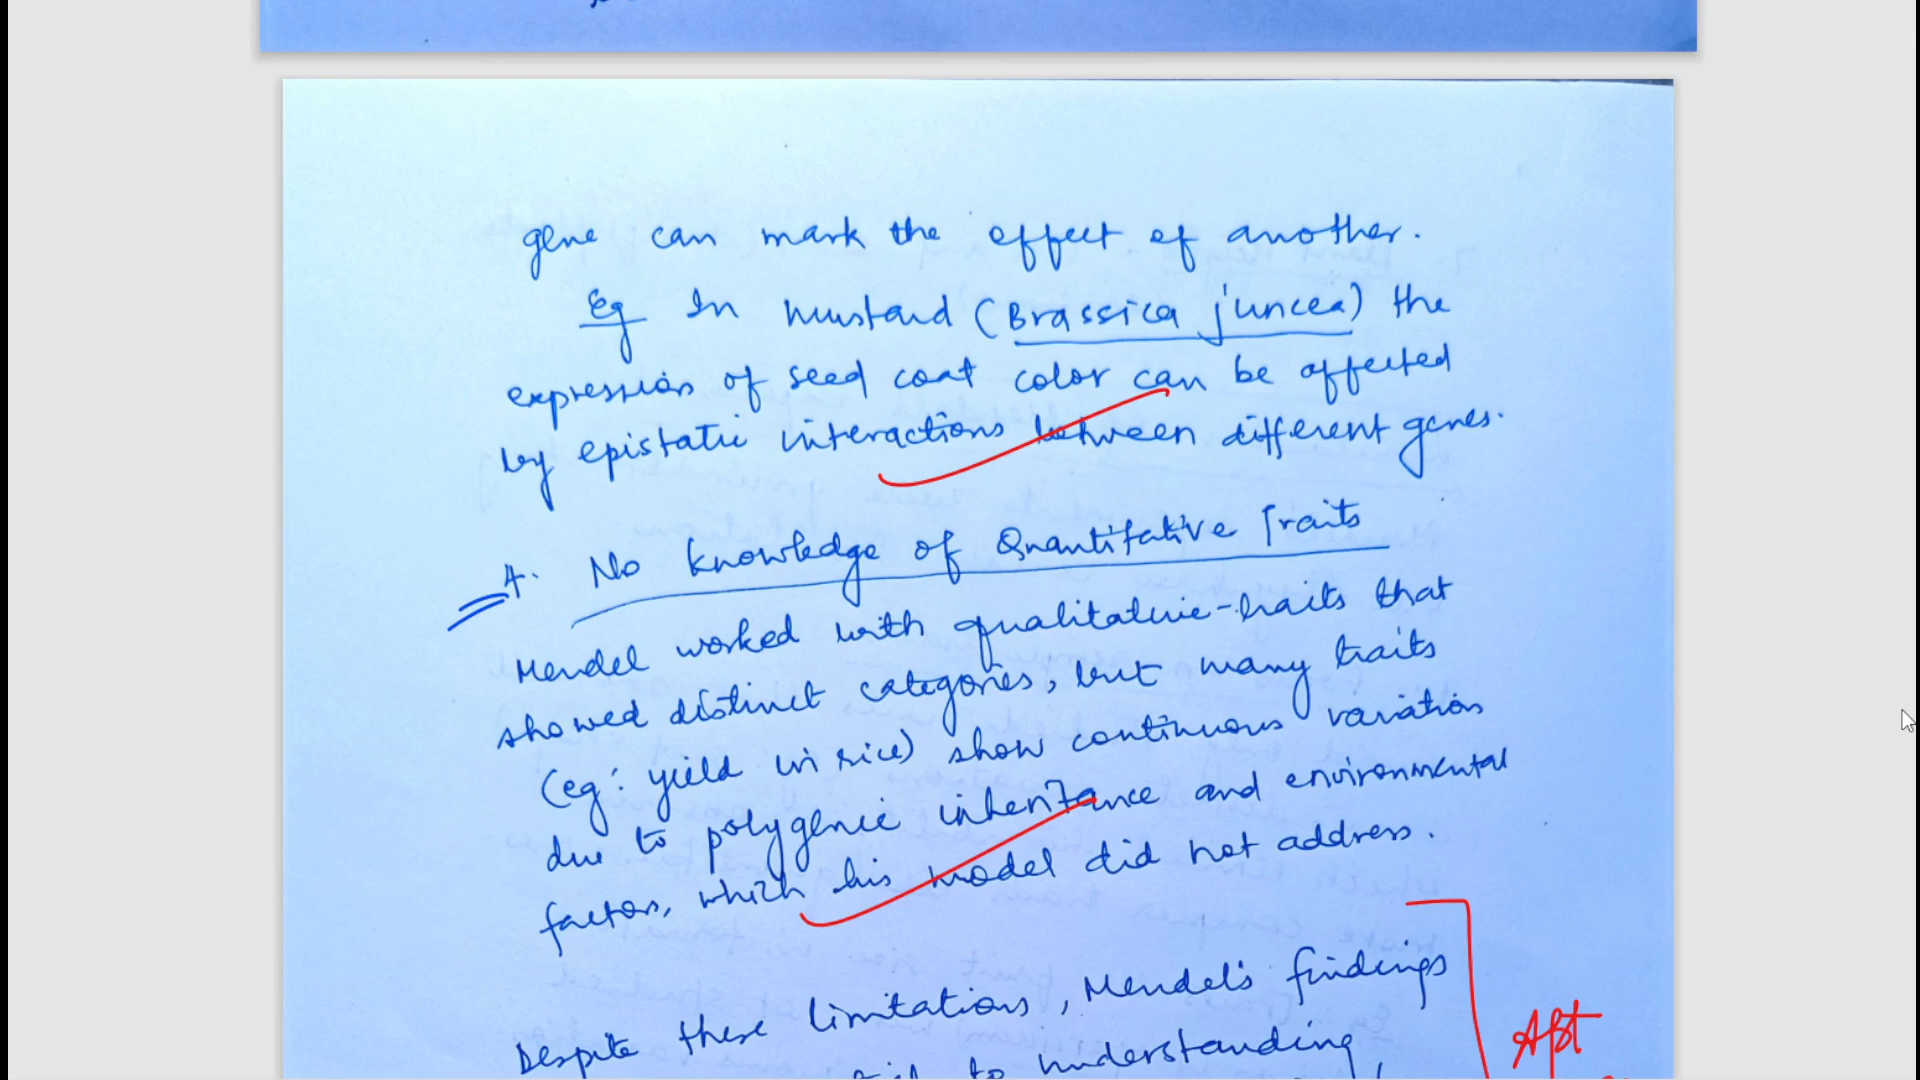 gene can mark the effect of another.
Eg In mustard (Brassica juncea) the
expression of seed coat color can be affected
by epistatic interactions between different genes.
4. No knowledge of Quantitative Traits
Mendel worked with qualitative-traits that
showed distinct categories, but many traits
(eg: yield in rice) show continuous variation
due to polygenic inheritance and environmental
factors, which his model did not address.
Despite these limitations, Mendel's findings
to understanding
Apt